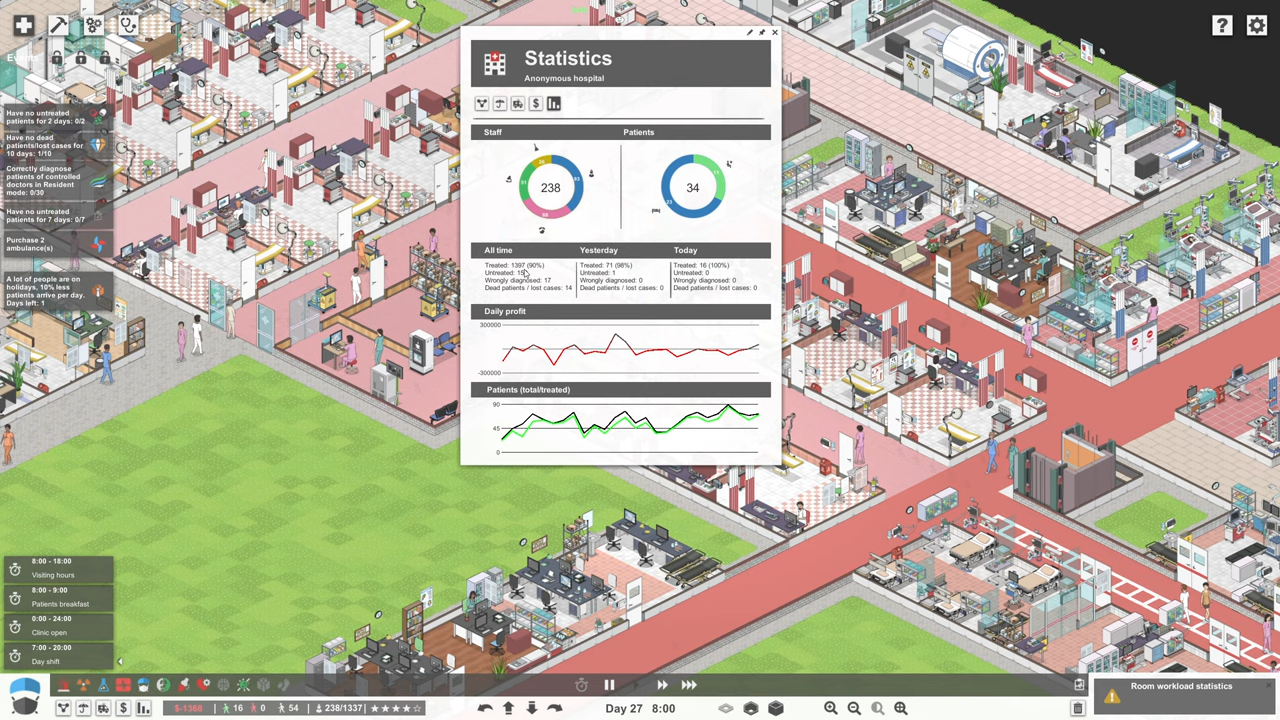 Statistics
Anonymous hospital
Staff
Patients
238
34
All time
Yesterday
Today
Treated: 1397 (90%)
Wrongly diagnosed: 17
Dead patients / lost cases: 14
Treated: 71 (98%)
Untreated: 1
Wrongly diagnosed: 0
Dead patients / lost cases: 0
Treated: 16 (100%)
Untreated: 0
Wrongly diagnosed: 0
Dead patients / lost cases: 0
Daily profit
300000
-300000
Patients (total/treated)
90
45
0
Have no untreated
patients for 2 days: 0/2
Have no dead
patients/lost cases for
10 days: 1/10
Correctly diagnose
patients of controlled
doctors in Resident
mode: 0/30
Have no untreated
patients for 7 days: 0/7
Purchase 2
ambulance(s)
A lot of people are on
holidays, 10% less
patients arrive per day.
Days left: 1
8:00 - 18:00
Visiting hours
8:00 - 9:00
Patients breakfast
0:00 - 24:00
Clinic open
7:00 - 20:00
Day shift
$-1368
16
0
54
238/1337
Day 27 8:00
Room workload statistics